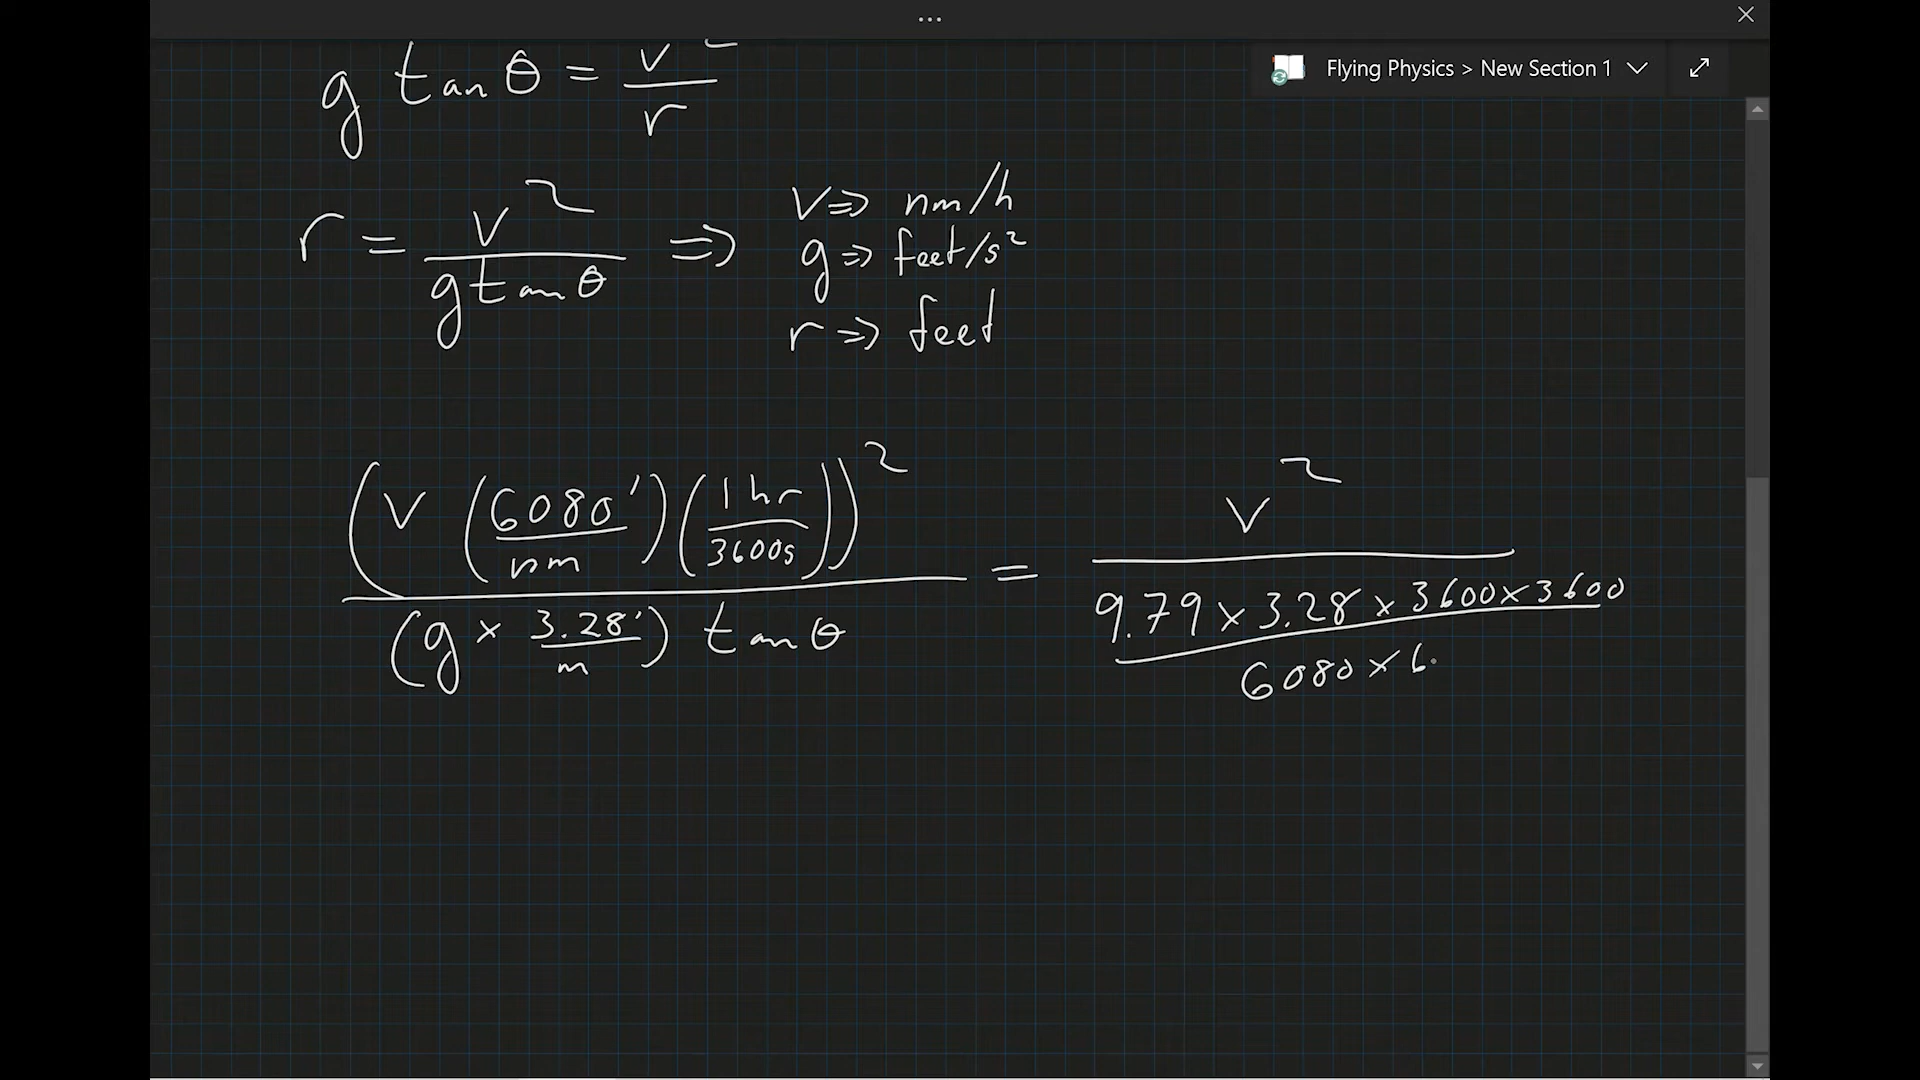 ...
Flying Physics > New Section 1
g tan θ = v²/r
r = v²/(g tan θ) ⇒
v ⇒ nm/h
g ⇒ feet/s²
r ⇒ feet
(v (6080'/nm)(1hr/3600s))² / ((g × 3.28'/m) tan θ) = v² / (9.79 × 3.28 × 3600 × 3600 / 6080 × 6